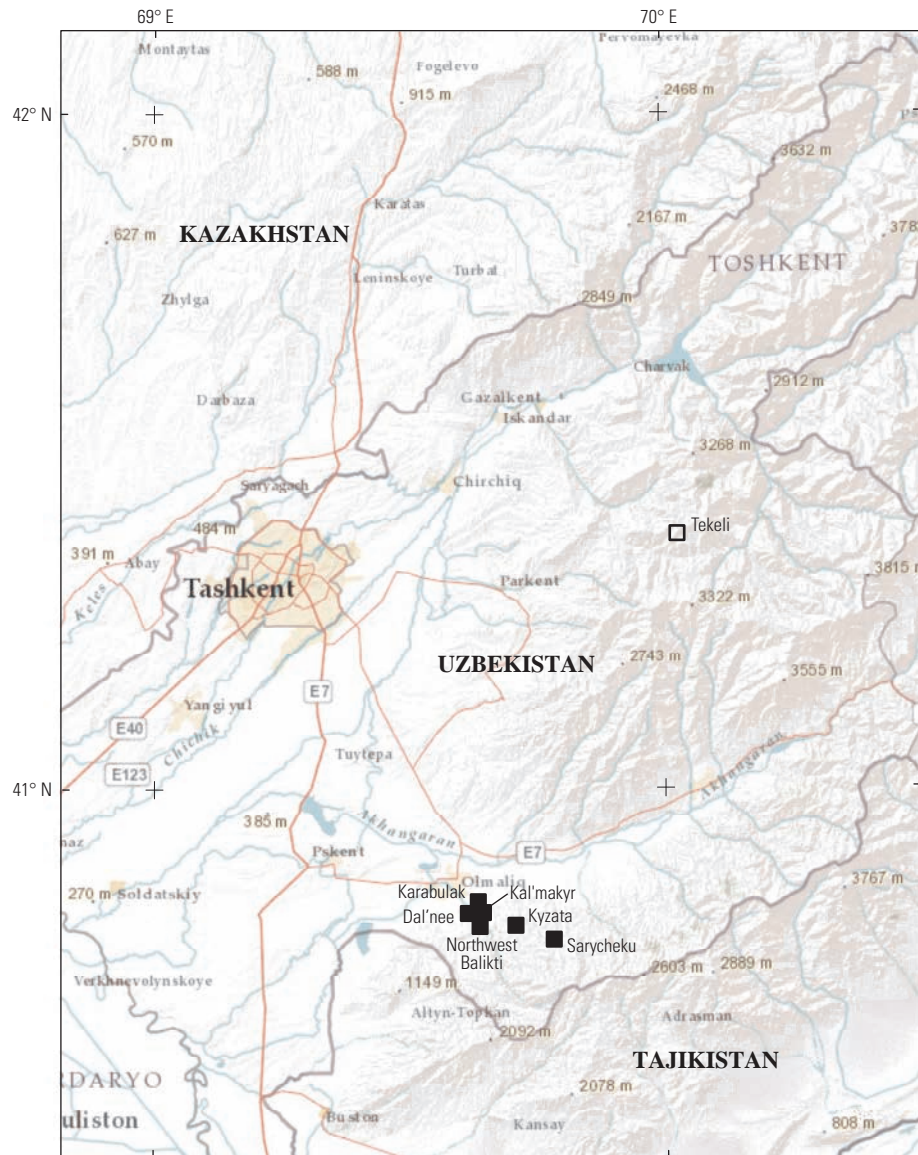 69° E
70° E
Montaytas
Pervomayevka
588 m
Fogelevo
915 m
2468 m
42° N
570 m
3632 m
Karatas
627 m
KAZAKHSTAN
2167 m
Leninskoye
Turbat
TOSHKENT
Zhylga
2849 m
Charvak
2912 m
Darbaza
Gazalkent
Iskandar
3268 m
Saryagach
Chirchiq
484 m
Tekeli
391 m
Abay
Keles
Tashkent
Parkent
3815 m
3322 m
UZBEKISTAN
2743 m
3555 m
E7
Yangiyul
E40
Chichik
Tuytepa
E123
Akhangaran
41° N
385 m
Akhangaran
Pskent
E7
Olmaliq
270 m
Soldatskiy
3767 m
Karabulak
Kal'makyr
Dal'nee
Kyzata
Northwest
Balikti
Sarycheku
Verkhnevolynskoye
1149 m
2603 m
2889 m
Altyn-Topkan
Adrasman
2092 m
RDARYO
TAJIKISTAN
2078 m
uliston
Buston
Kansay
808 m